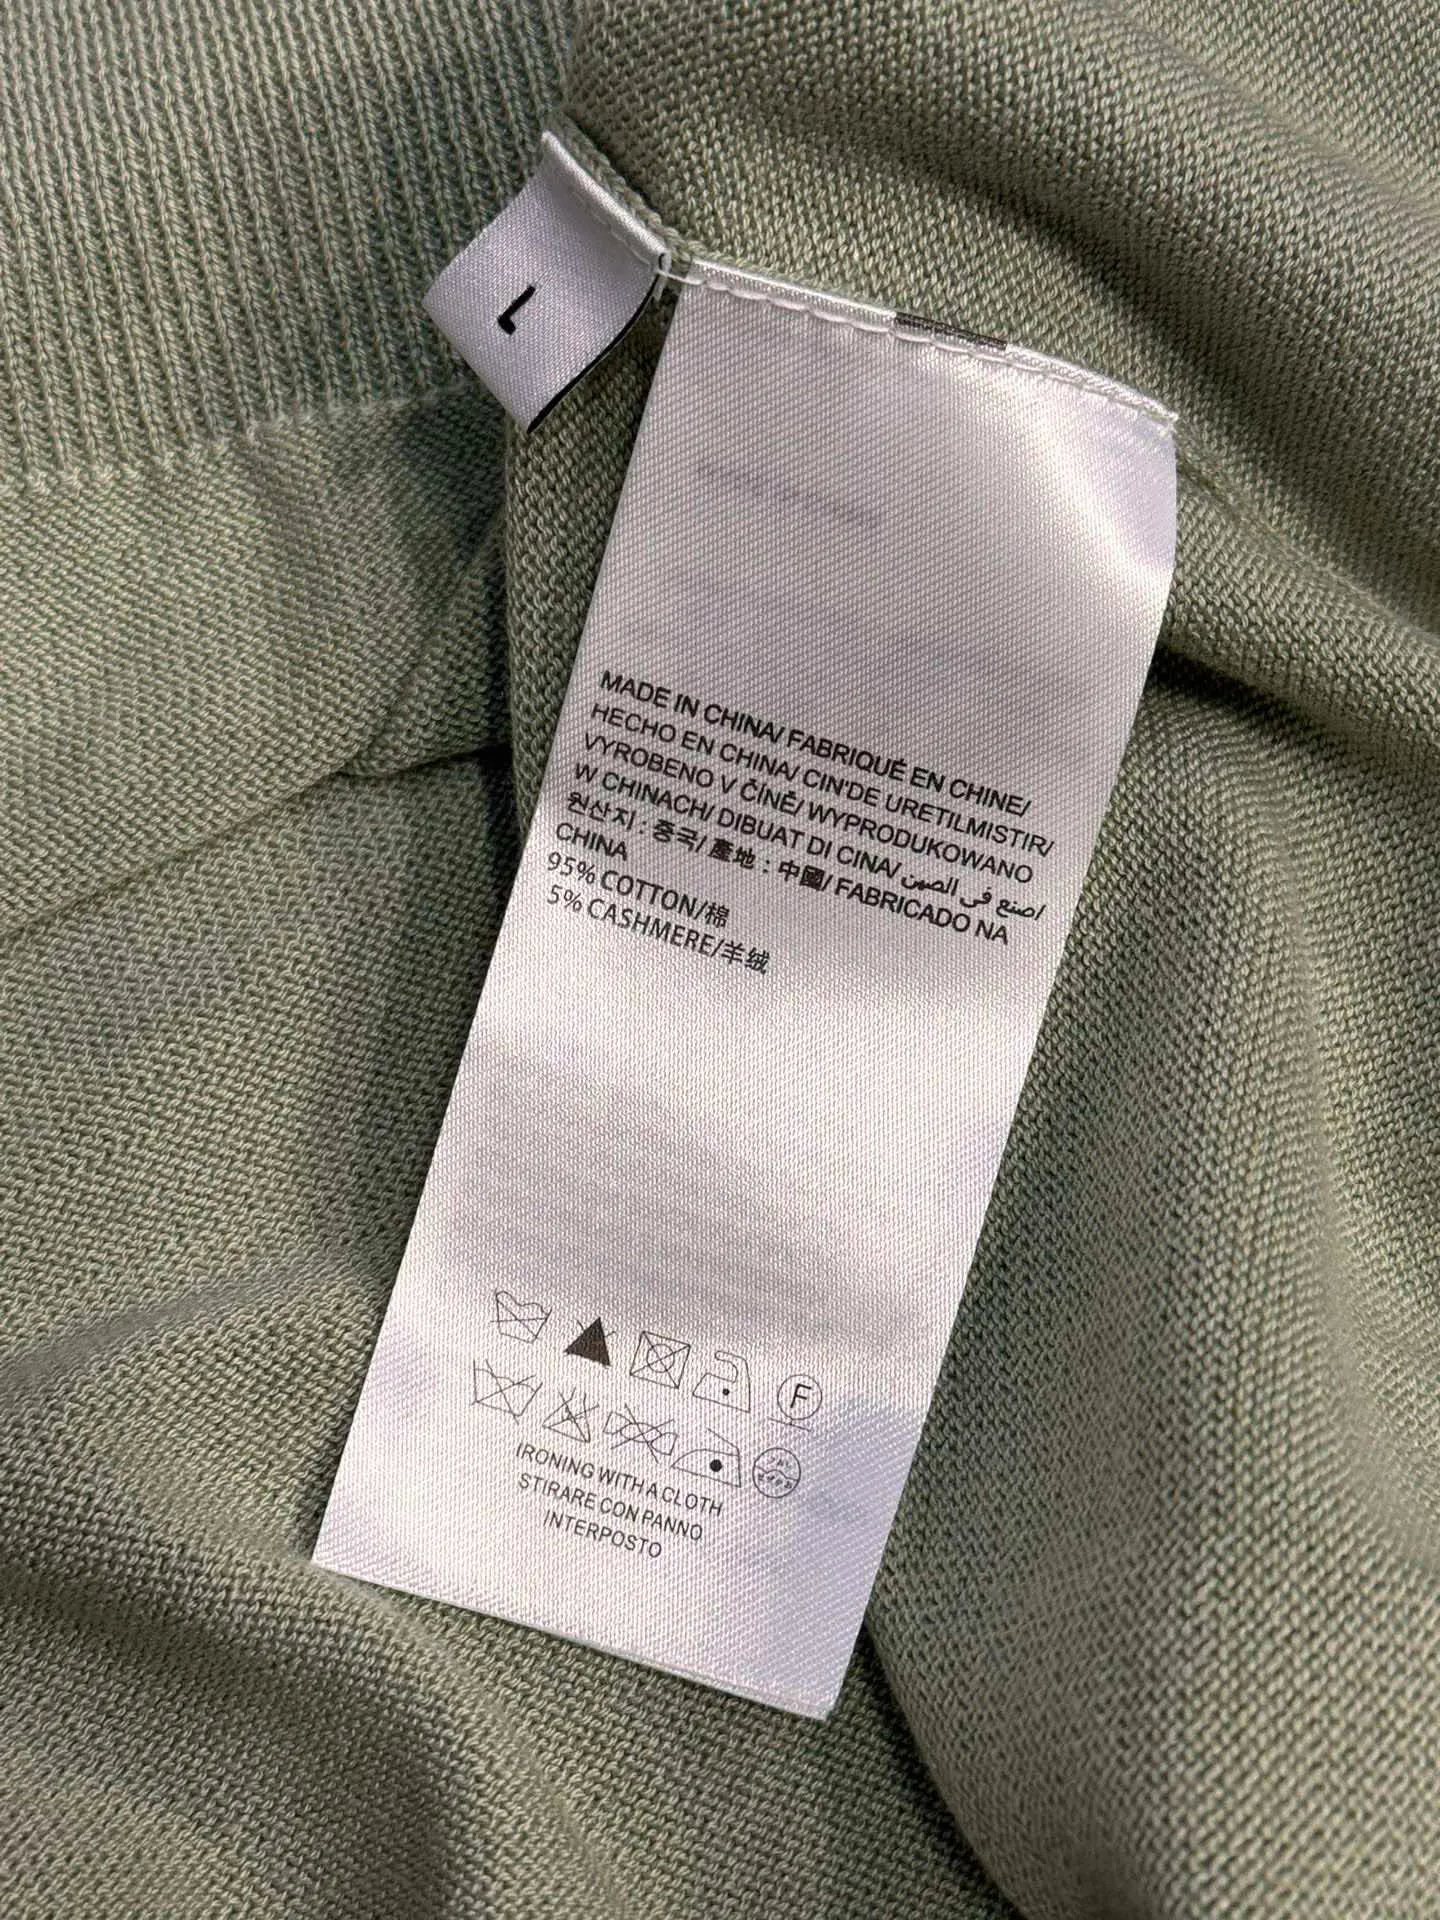 L
MADE IN CHINA/ FABRIQUÉ EN CHINE/
HECHO EN CHINA/ CIN'DE URETILMISTIR/
VYROBENO V ČÍNĚ/ WYPRODUKOWANO
W CHINACH/ DIBUAT DI CINA/ اصنع في الصين/
원산지 : 중국/ 產地 : 中國/ FABRICADO NA
CHINA
95% COTTON/棉
5% CASHMERE/羊绒
F
IRONING WITH A CLOTH
STIRARE CON PANNO
INTERPOSTO